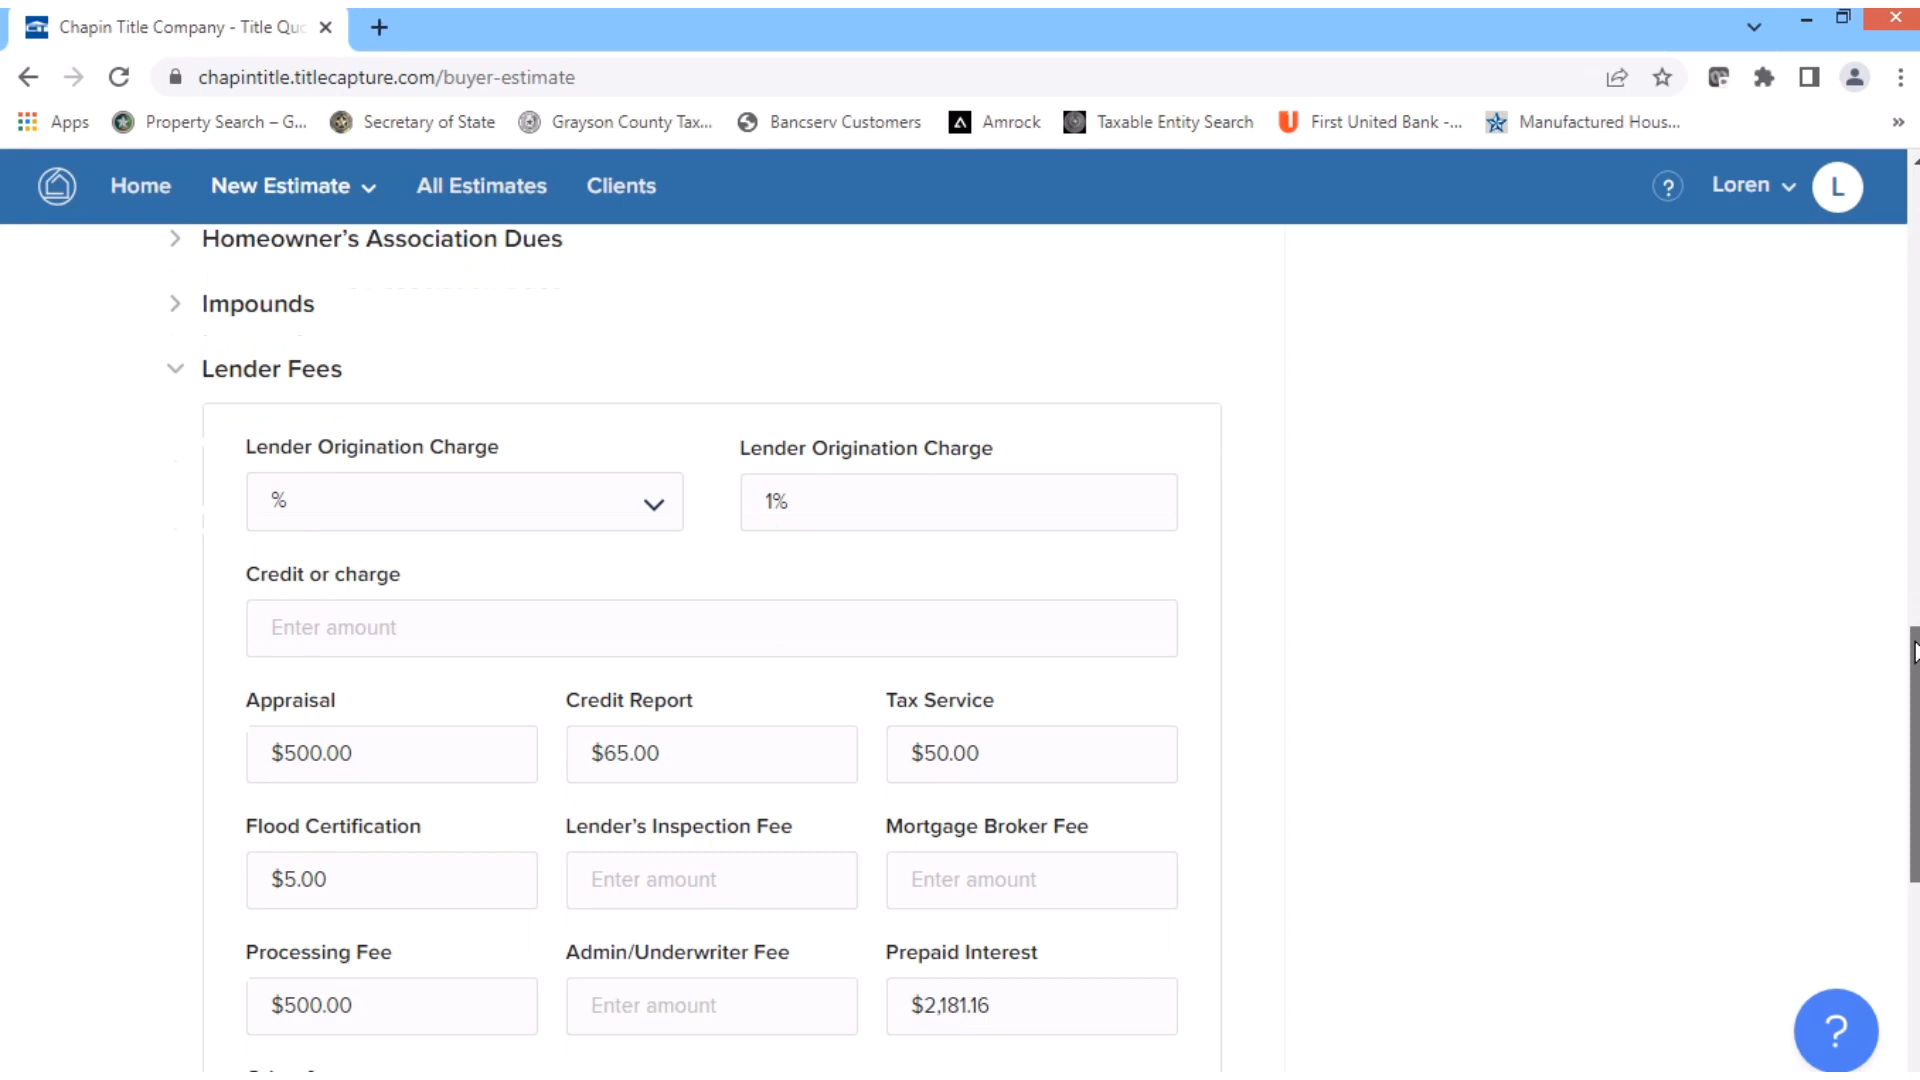 Chapin Title Company - Title Quo
chapintitle.titlecapture.com/buyer-estimate
Apps Property Search – G... Secretary of State Grayson County Tax... Bancserv Customers Amrock Taxable Entity Search First United Bank -... Manufactured Hous... »
Home New Estimate All Estimates Clients ? Loren L
Homeowner’s Association Dues
Impounds
Lender Fees
Lender Origination Charge Lender Origination Charge
% 1%
Credit or charge
Enter amount
Appraisal Credit Report Tax Service
$500.00 $65.00 $50.00
Flood Certification Lender’s Inspection Fee Mortgage Broker Fee
$5.00 Enter amount Enter amount
Processing Fee Admin/Underwriter Fee Prepaid Interest
$500.00 Enter amount $2,181.16
?